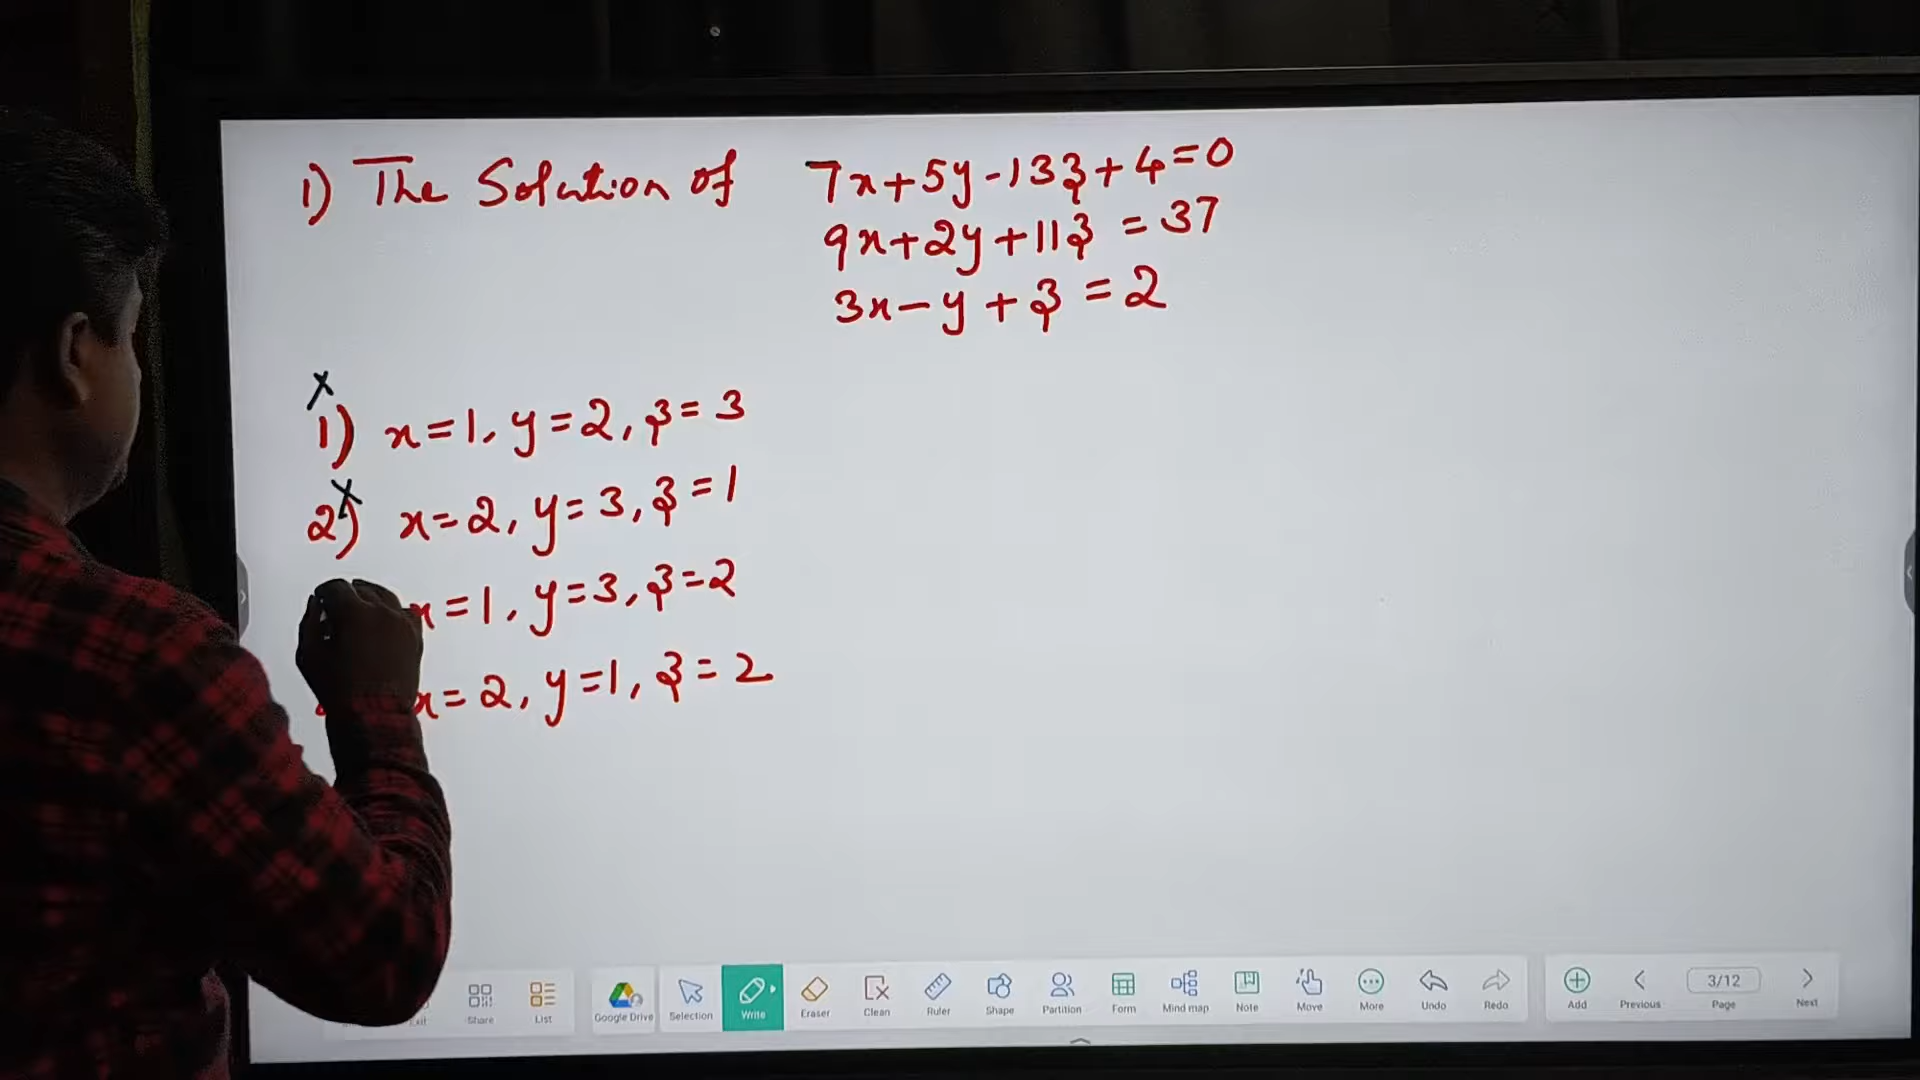 1) The Solution of 7x+5y-13z+4=0
9x+2y+11z=37
3x-y+z=2
x
1) x=1, y=2, z=3
x
2) x=2, y=3, z=1
x=1, y=3, z=2
x=2, y=1, z=2
Share List Google Drive Selection Write Eraser Clean Ruler Shape Partition Form Mind map Note Move More Undo Redo Add Previous 3/12 Page Next